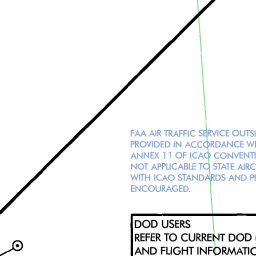 FAA AIR TRAFFIC SERVICE OUTSI
PROVIDED IN ACCORDANCE WI
ANNEX 11 OF ICAO CONVENTI
NOT APPLICABLE TO STATE AIRC
WITH ICAO STANDARDS AND P
ENCOURAGED.
DOD USERS
REFER TO CURRENT DOD
AND FLIGHT INFORMATIO